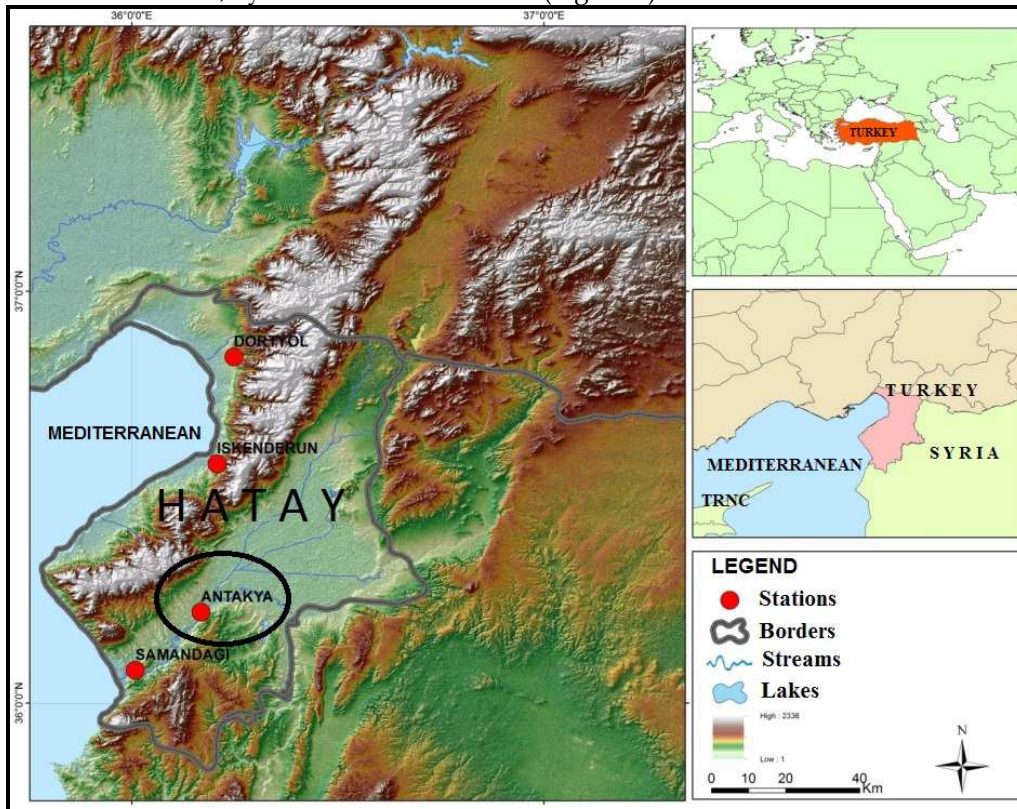 36°0'0"E
37°0'0"E
37°0'0"N
DORTYOL
MEDITERRANEAN
ISKENDERUN
HATAY
ANTAKYA
SAMANDAGI
36°0'0"N
TURKEY
TURKEY
SYRIA
MEDITERRANEAN
TRNC
LEGEND
Stations
Borders
Streams
Lakes
High : 2336
Low : 1
0 10 20 40
Km
N